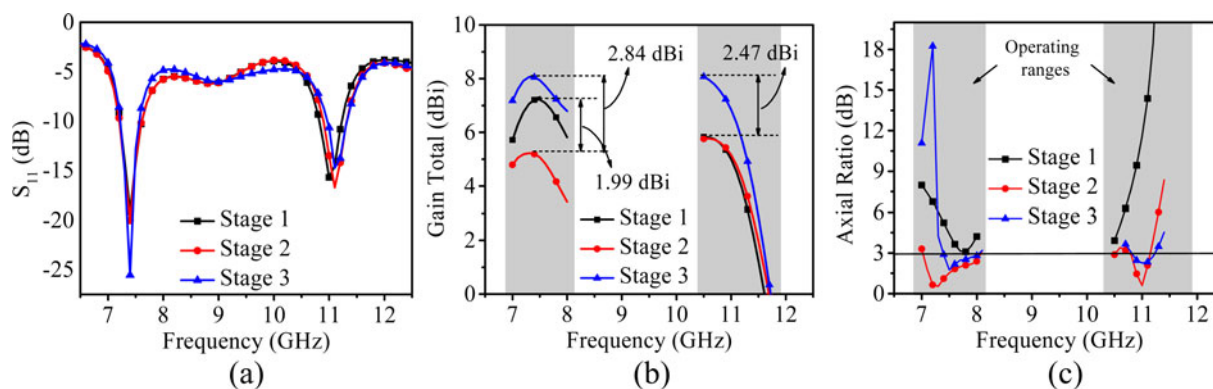 0
-5
-10
-15
-20
-25
S11 (dB)
Stage 1
Stage 2
Stage 3
7 8 9 10 11 12
Frequency (GHz)
(a)
10
8
6
4
2
0
Gain Total (dBi)
2.84 dBi
2.47 dBi
1.99 dBi
Stage 1
Stage 2
Stage 3
7 8 9 10 11 12
Frequency (GHz)
(b)
18
15
12
9
6
3
0
Axial Ratio (dB)
Operating
ranges
Stage 1
Stage 2
Stage 3
7 8 9 10 11 12
Frequency (GHz)
(c)